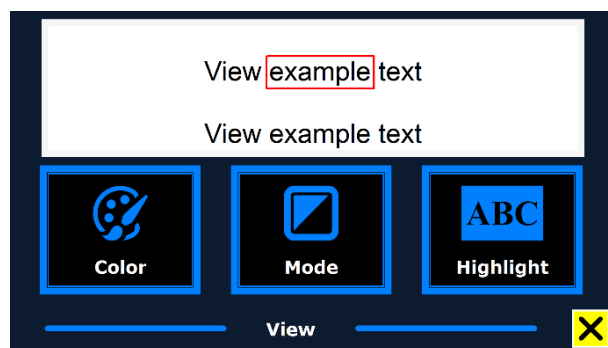 View example text
View example text
ABC
Color
Mode
Highlight
View